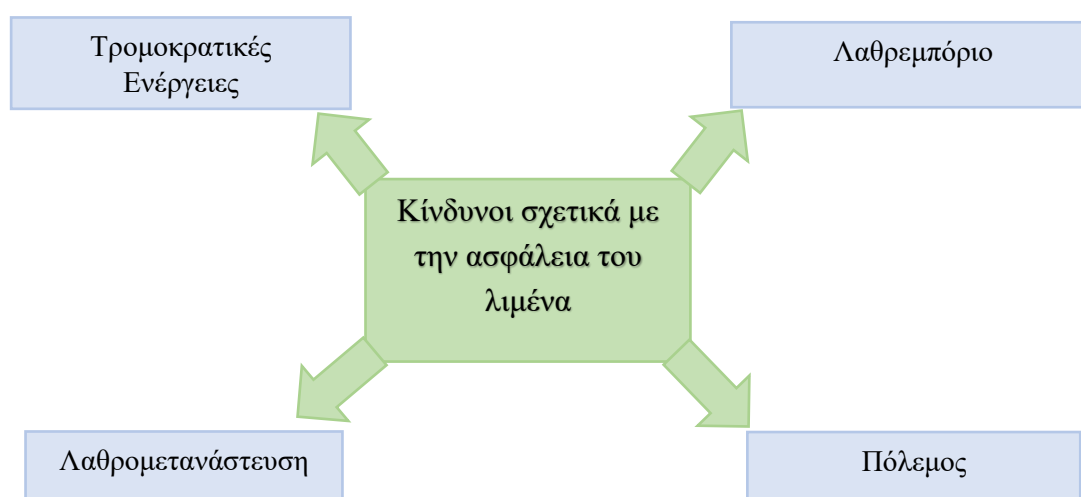 Τρομοκρατικές
Ενέργειες
Λαθρεμπόριο
Κίνδυνοι σχετικά με
την ασφάλεια του
λιμένα
Λαθρομετανάστευση
Πόλεμος